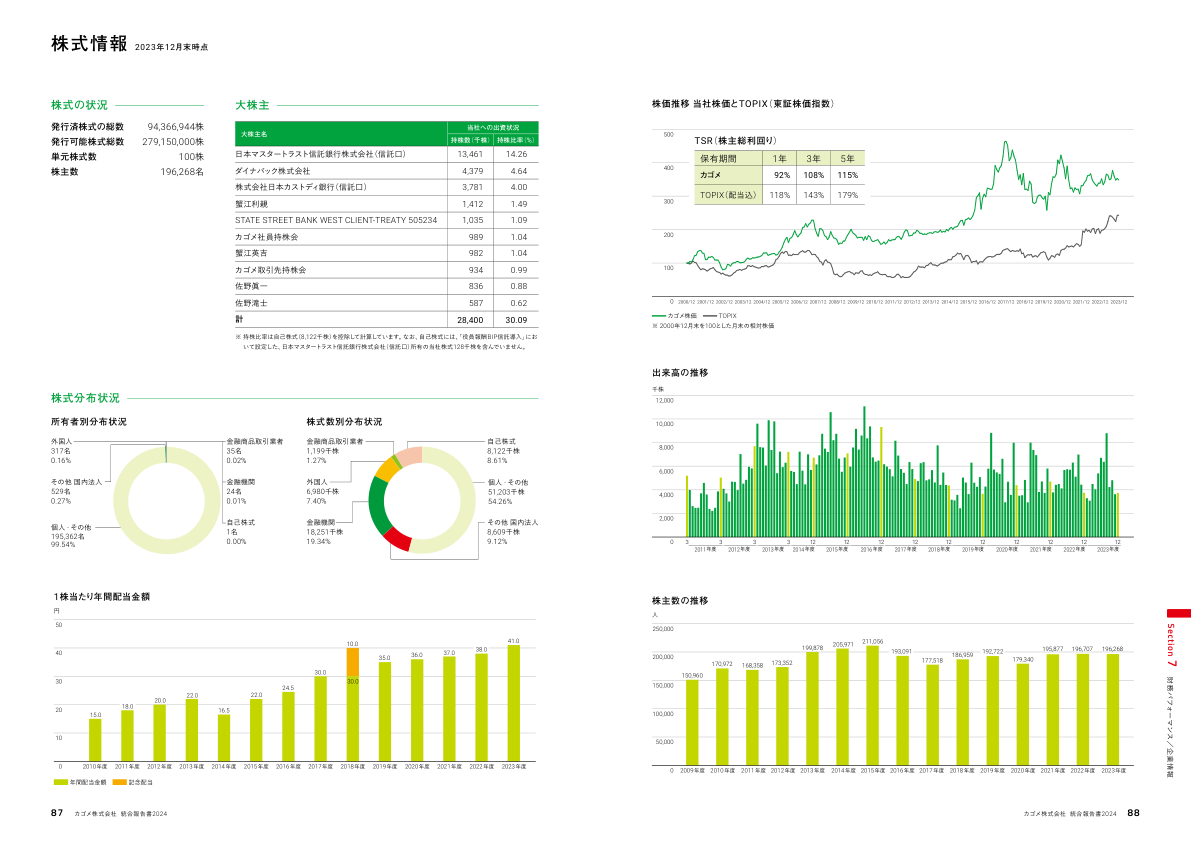 株式情報 2023年12月末時点
株式の状況
発行済株式の総数 94,366,944株
発行可能株式総数 279,150,000株
単元株式数 100株
株主数 196,268名
大株主
大株主名 当社への出資状況
持株数(千株) 持株比率(%)
日本マスタートラスト信託銀行株式会社(信託口) 13,461 14.26
ダイナパック株式会社 4,379 4.64
株式会社日本カストディ銀行(信託口) 3,781 4.00
蟹江利親 1,412 1.49
STATE STREET BANK WEST CLIENT-TREATY 505234 1,035 1.09
カゴメ社員持株会 989 1.04
蟹江英吉 982 1.04
カゴメ取引先持株会 934 0.99
佐野眞一 836 0.88
佐野滝士 587 0.62
計 28,400 30.09
※ 持株比率は自己株式(8,122千株)を控除して計算しています。なお、自己株式には、「役員報酬BIP信託導入」にお
いて設定した、日本マスタートラスト信託銀行株式会社(信託口)所有の当社株式128千株を含んでいません。
株式分布状況
所有者別分布状況
外国人
317名
0.16%
その他 国内法人
529名
0.27%
個人・その他
195,362名
99.54%
金融商品取引業者
35名
0.02%
金融機関
24名
0.01%
自己株式
1名
0.00%
株式数別分布状況
金融商品取引業者
1,199千株
1.27%
外国人
6,980千株
7.40%
金融機関
18,251千株
19.34%
自己株式
8,122千株
8.61%
個人・その他
51,203千株
54.26%
その他 国内法人
8,609千株
9.12%
1株当たり年間配当金額
円
50
40
30
20
10
0
15.0 18.0 20.0 22.0 16.5 22.0 24.5 30.0 10.0 30.0 35.0 36.0 37.0 38.0 41.0
2010年度 2011年度 2012年度 2013年度 2014年度 2015年度 2016年度 2017年度 2018年度 2019年度 2020年度 2021年度 2022年度 2023年度
年間配当金額 記念配当
87 カゴメ株式会社 統合報告書2024
株価推移 当社株価とTOPIX(東証株価指数)
500
400
300
200
100
0
TSR(株主総利回り)
保有期間 1年 3年 5年
カゴメ 92% 108% 115%
TOPIX(配当込) 118% 143% 179%
2000/12 2001/12 2002/12 2003/12 2004/12 2005/12 2006/12 2007/12 2008/12 2009/12 2010/12 2011/12 2012/12 2013/12 2014/12 2015/12 2016/12 2017/12 2018/12 2019/12 2020/12 2021/12 2022/12 2023/12
カゴメ株価 TOPIX
※ 2000年12月末を100とした月末の相対株価
出来高の推移
千株
12,000
10,000
8,000
6,000
4,000
2,000
0
3 3 3 3 12 12 12 12 12 12 12 12 12 12
2011年度 2012年度 2013年度 2014年度 2015年度 2016年度 2017年度 2018年度 2019年度 2020年度 2021年度 2022年度 2023年度
株主数の推移
人
250,000
200,000
150,000
100,000
50,000
0
150,960 170,972 168,358 173,352 199,878 205,971 211,056 193,091 177,518 186,959 192,722 179,340 195,877 196,707 196,268
2009年度 2010年度 2011年度 2012年度 2013年度 2014年度 2015年度 2016年度 2017年度 2018年度 2019年度 2020年度 2021年度 2022年度 2023年度
Section 7 財務パフォーマンス/企業情報
カゴメ株式会社 統合報告書2024 88